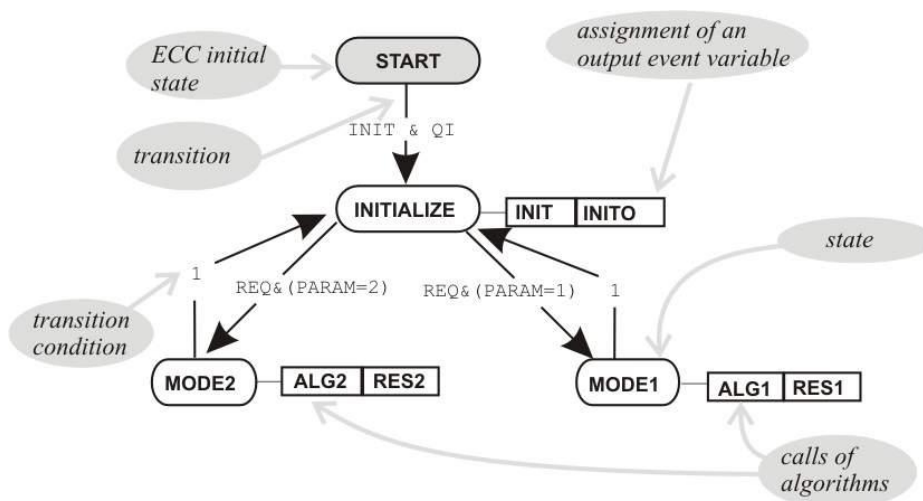 ECC initial
state
START
assignment of an
output event variable
transition
INIT & QI
INITIALIZE
INIT
INITO
state
1
REQ&(PARAM=2)
REQ&(PARAM=1)
1
transition
condition
MODE2
ALG2
RES2
MODE1
ALG1
RES1
calls of
algorithms